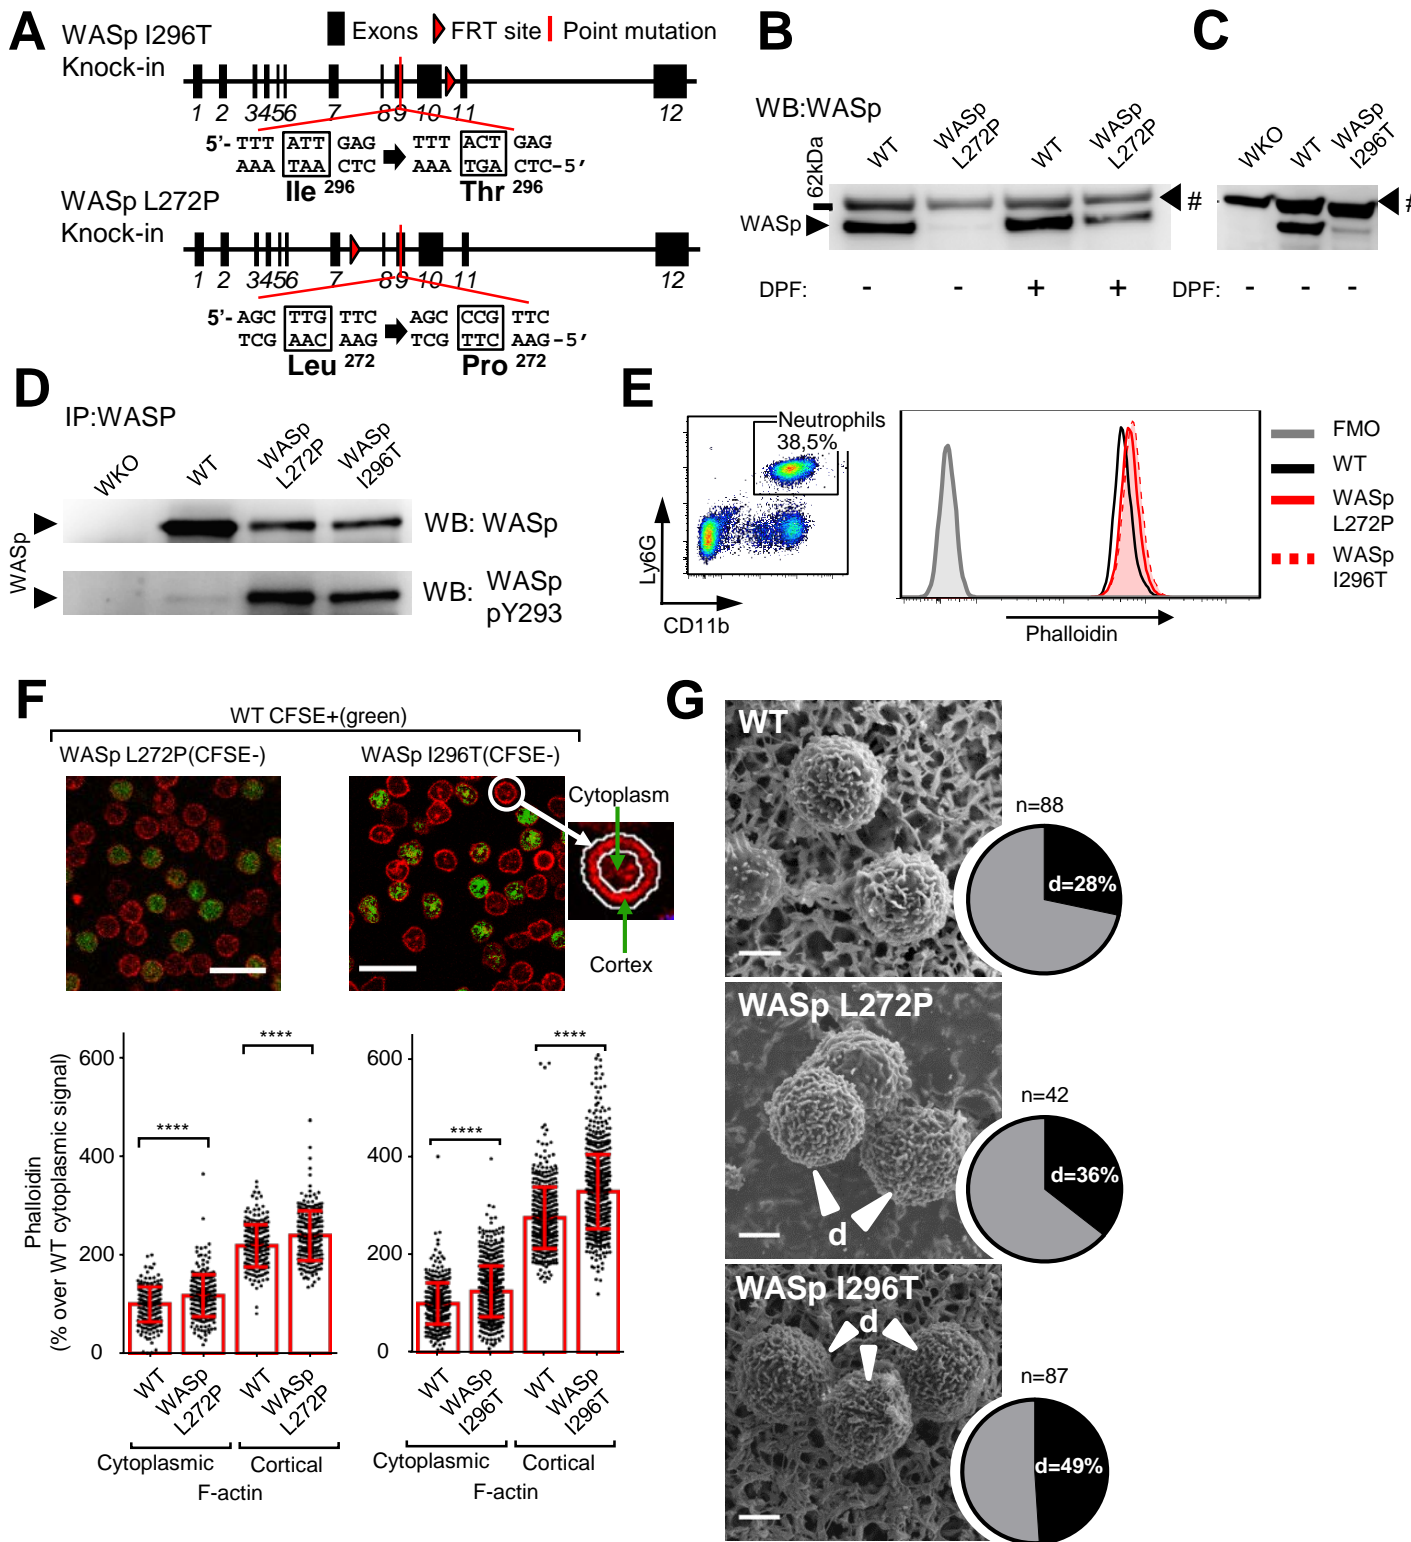 A
WASp I296T
Knock-in
Exons
FRT site
Point mutation
1 2 3 4 5 6 7 8 9 10 11 12
5'- TTT ATT GAG TTT ACT GAG
AAA TAA CTC AAA TGA CTC-5'
Ile 296 Thr 296
WASp L272P
Knock-in
1 2 3 4 5 6 7 8 9 10 11 12
5'- AGC TTG TTC AGC CCG TTC
TCG AAC AAG TCG TTC AAG-5'
Leu 272 Pro 272
B
WB:WASp
WT
WASp
L272P
WT
WASp
L272P
62kDa
#
WASp
DPF: - - + +
C
WKO
WT
WASp
I296T
#
DPF: - - -
D
IP:WASP
WKO
WT
WASp
L272P
WASp
I296T
WASp
WB: WASp
WB: WASp
pY293
E
Neutrophils
38,5%
Ly6G
CD11b
Phalloidin
FMO
WT
WASp
L272P
WASp
I296T
F
WT CFSE+(green)
WASp L272P(CFSE-)
WASp I296T(CFSE-)
Cytoplasm
Cortex
Phalloidin
(% over WT cytoplasmic signal)
600
400
200
0
****
****
WT
WASp
L272P
WT
WASp
L272P
Cytoplasmic
Cortical
F-actin
600
400
200
0
****
****
WT
WASp
I296T
WT
WASp
I296T
Cytoplasmic
Cortical
F-actin
G
WT
n=88
d=28%
WASp L272P
d
n=42
d=36%
WASp I296T
d
n=87
d=49%